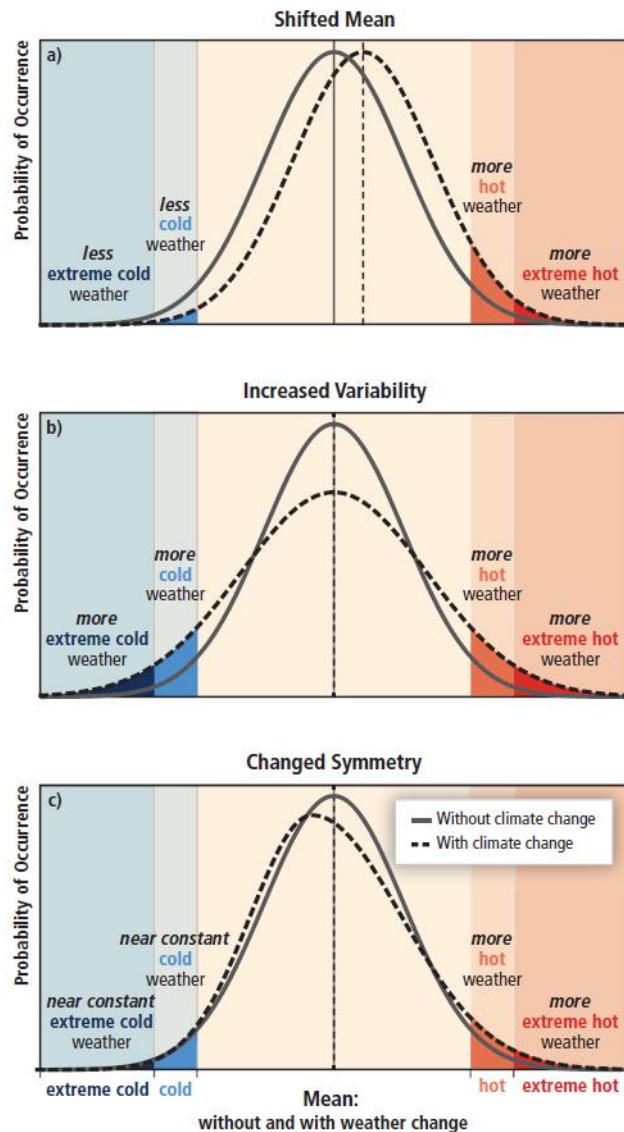 Shifted Mean
a)
Probability of Occurrence
less
cold
weather
less
extreme cold
weather
more
hot
weather
more
extreme hot
weather
Increased Variability
b)
Probability of Occurrence
more
cold
weather
more
extreme cold
weather
more
hot
weather
more
extreme hot
weather
Changed Symmetry
c)
Probability of Occurrence
Without climate change
With climate change
near constant
cold
weather
near constant
extreme cold
weather
more
hot
weather
more
extreme hot
weather
extreme cold
cold
Mean:
without and with weather change
hot
extreme hot